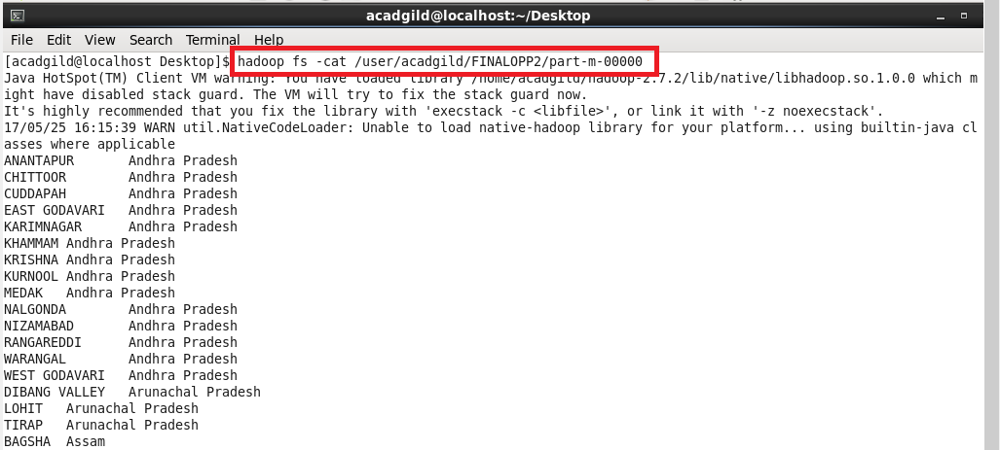 acadgild@localhost:~/Desktop
File Edit View Search Terminal Help
[acadgild@localhost Desktop]$ hadoop fs -cat /user/acadgild/FINALOPP2/part-m-00000
Java HotSpot(TM) Client VM warning: You have loaded library /home/acadgild/hadoop-2.7.2/lib/native/libhadoop.so.1.0.0 which m
ight have disabled stack guard. The VM will try to fix the stack guard now.
It's highly recommended that you fix the library with 'execstack -c <libfile>', or link it with '-z noexecstack'.
17/05/25 16:15:39 WARN util.NativeCodeLoader: Unable to load native-hadoop library for your platform... using builtin-java cl
asses where applicable
ANANTAPUR Andhra Pradesh
CHITTOOR Andhra Pradesh
CUDDAPAH Andhra Pradesh
EAST GODAVARI Andhra Pradesh
KARIMNAGAR Andhra Pradesh
KHAMMAM Andhra Pradesh
KRISHNA Andhra Pradesh
KURNOOL Andhra Pradesh
MEDAK Andhra Pradesh
NALGONDA Andhra Pradesh
NIZAMABAD Andhra Pradesh
RANGAREDDI Andhra Pradesh
WARANGAL Andhra Pradesh
WEST GODAVARI Andhra Pradesh
DIBANG VALLEY Arunachal Pradesh
LOHIT Arunachal Pradesh
TIRAP Arunachal Pradesh
BAGSHA Assam